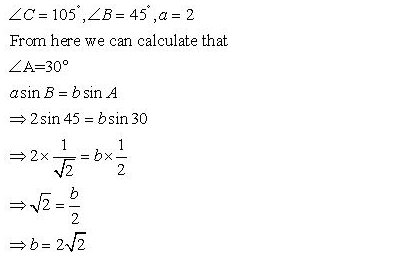 ∠C = 105°, ∠B = 45°, a = 2
From here we can calculate that
∠A=30°
a sin B = b sin A
⇒ 2 sin 45 = b sin 30
⇒ 2 × 1/√2 = b × 1/2
⇒ √2 = b/2
⇒ b = 2√2